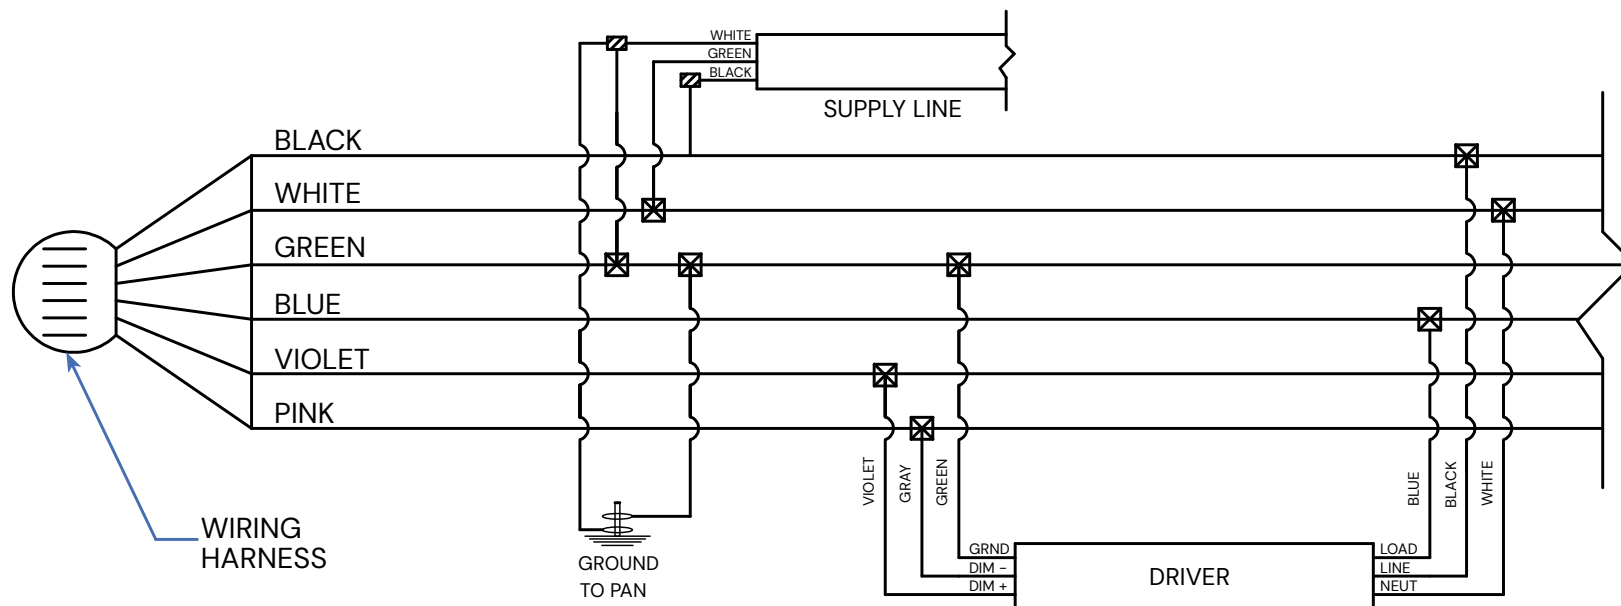 WHITE
GREEN
BLACK
SUPPLY LINE
BLACK
WHITE
GREEN
BLUE
VIOLET
PINK
VIOLET
GRAY
GREEN
BLUE
BLACK
WHITE
WIRING
HARNESS
GROUND
TO PAN
GRND
DIM -
DIM +
DRIVER
LOAD
LINE
NEUT